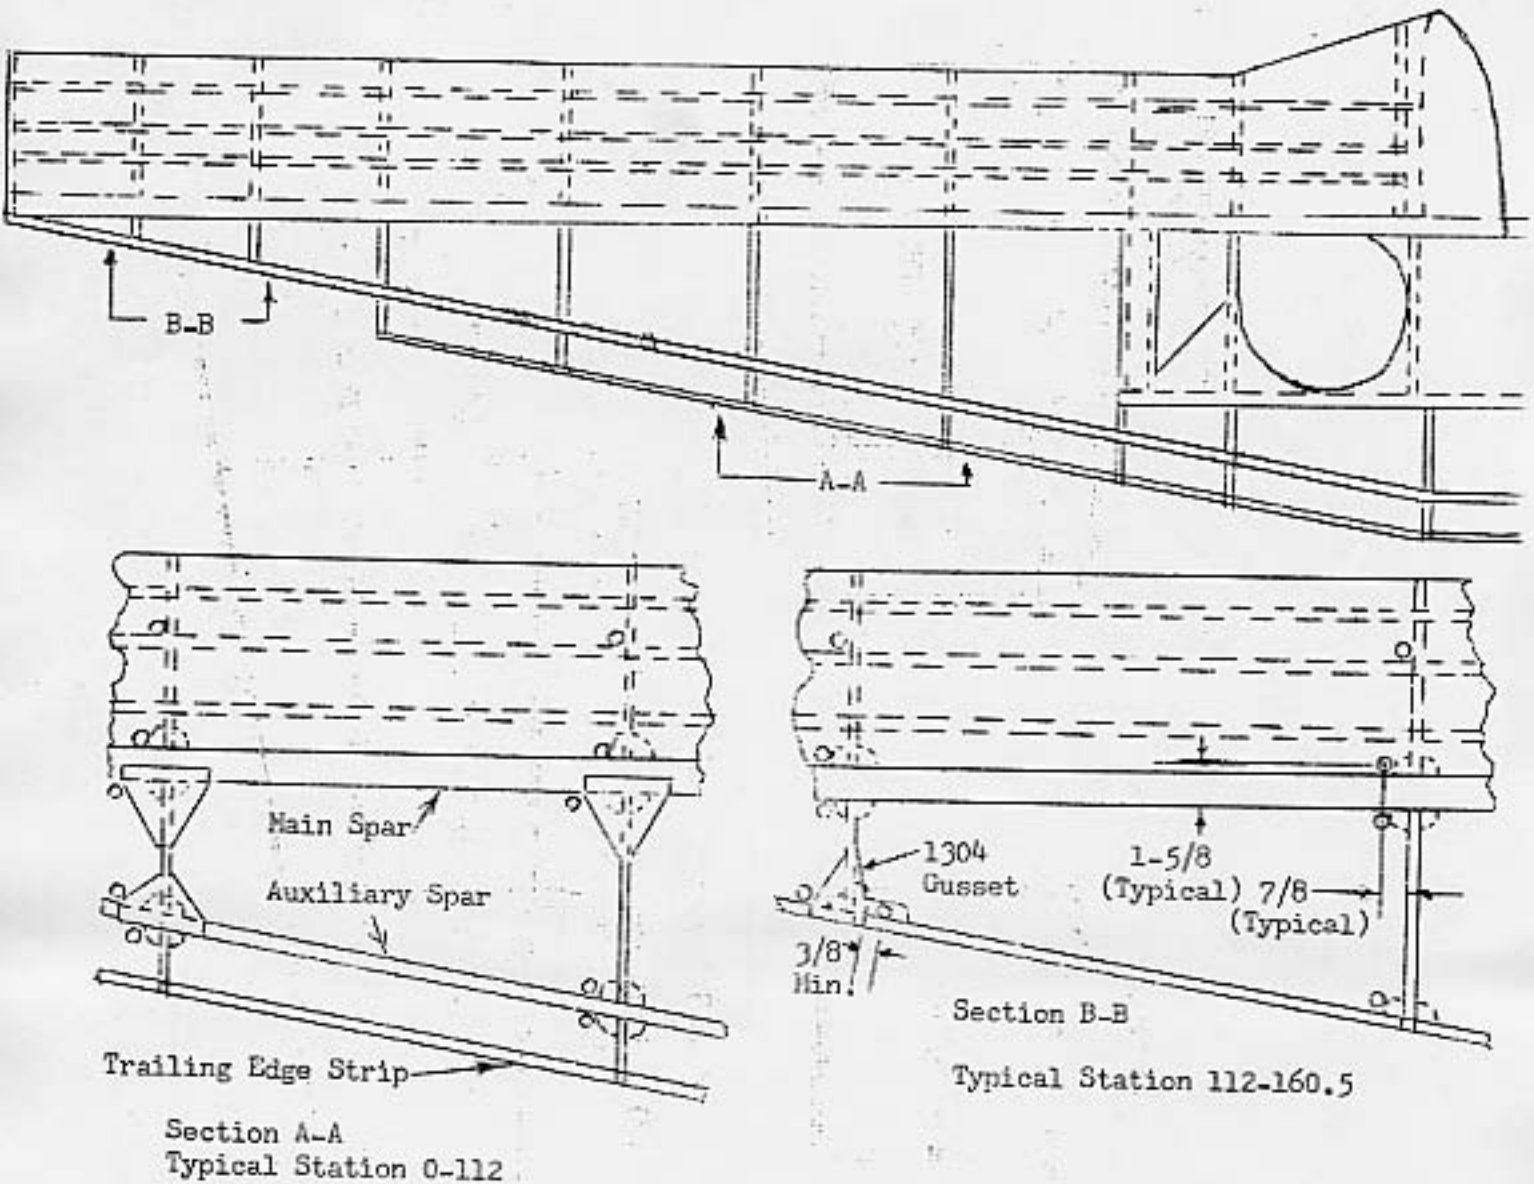 B-B
A-A
Main Spar
Auxiliary Spar
Trailing Edge Strip
Section A-A
Typical Station 0-112
1304
Gusset
1-5/8
(Typical)
7/8
(Typical)
3/8
Min.
Section B-B
Typical Station 112-160.5